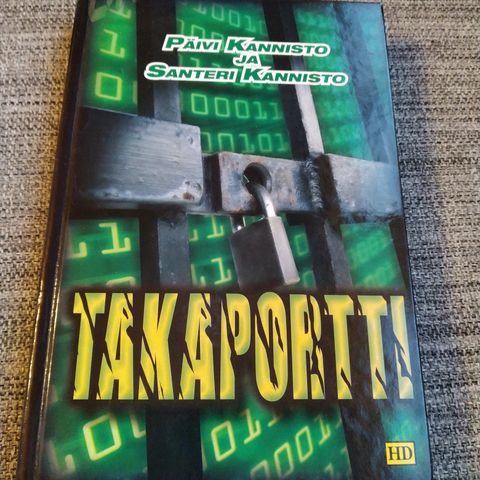 PÄIVI KANNISTO
JA
SANTERI KANNISTO
TAKAPORTTI
HD